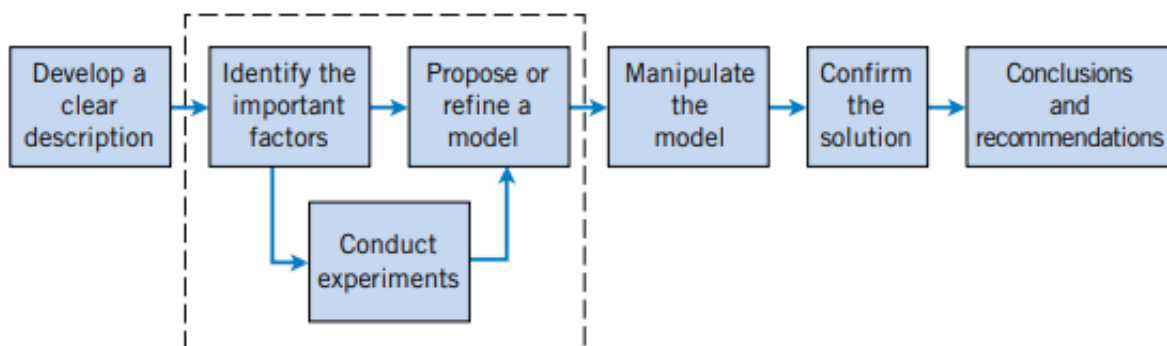 Develop a
clear
description
Identify the
important
factors
Propose or
refine a
model
Manipulate
the
model
Confirm
the
solution
Conclusions
and
recommendations
Conduct
experiments